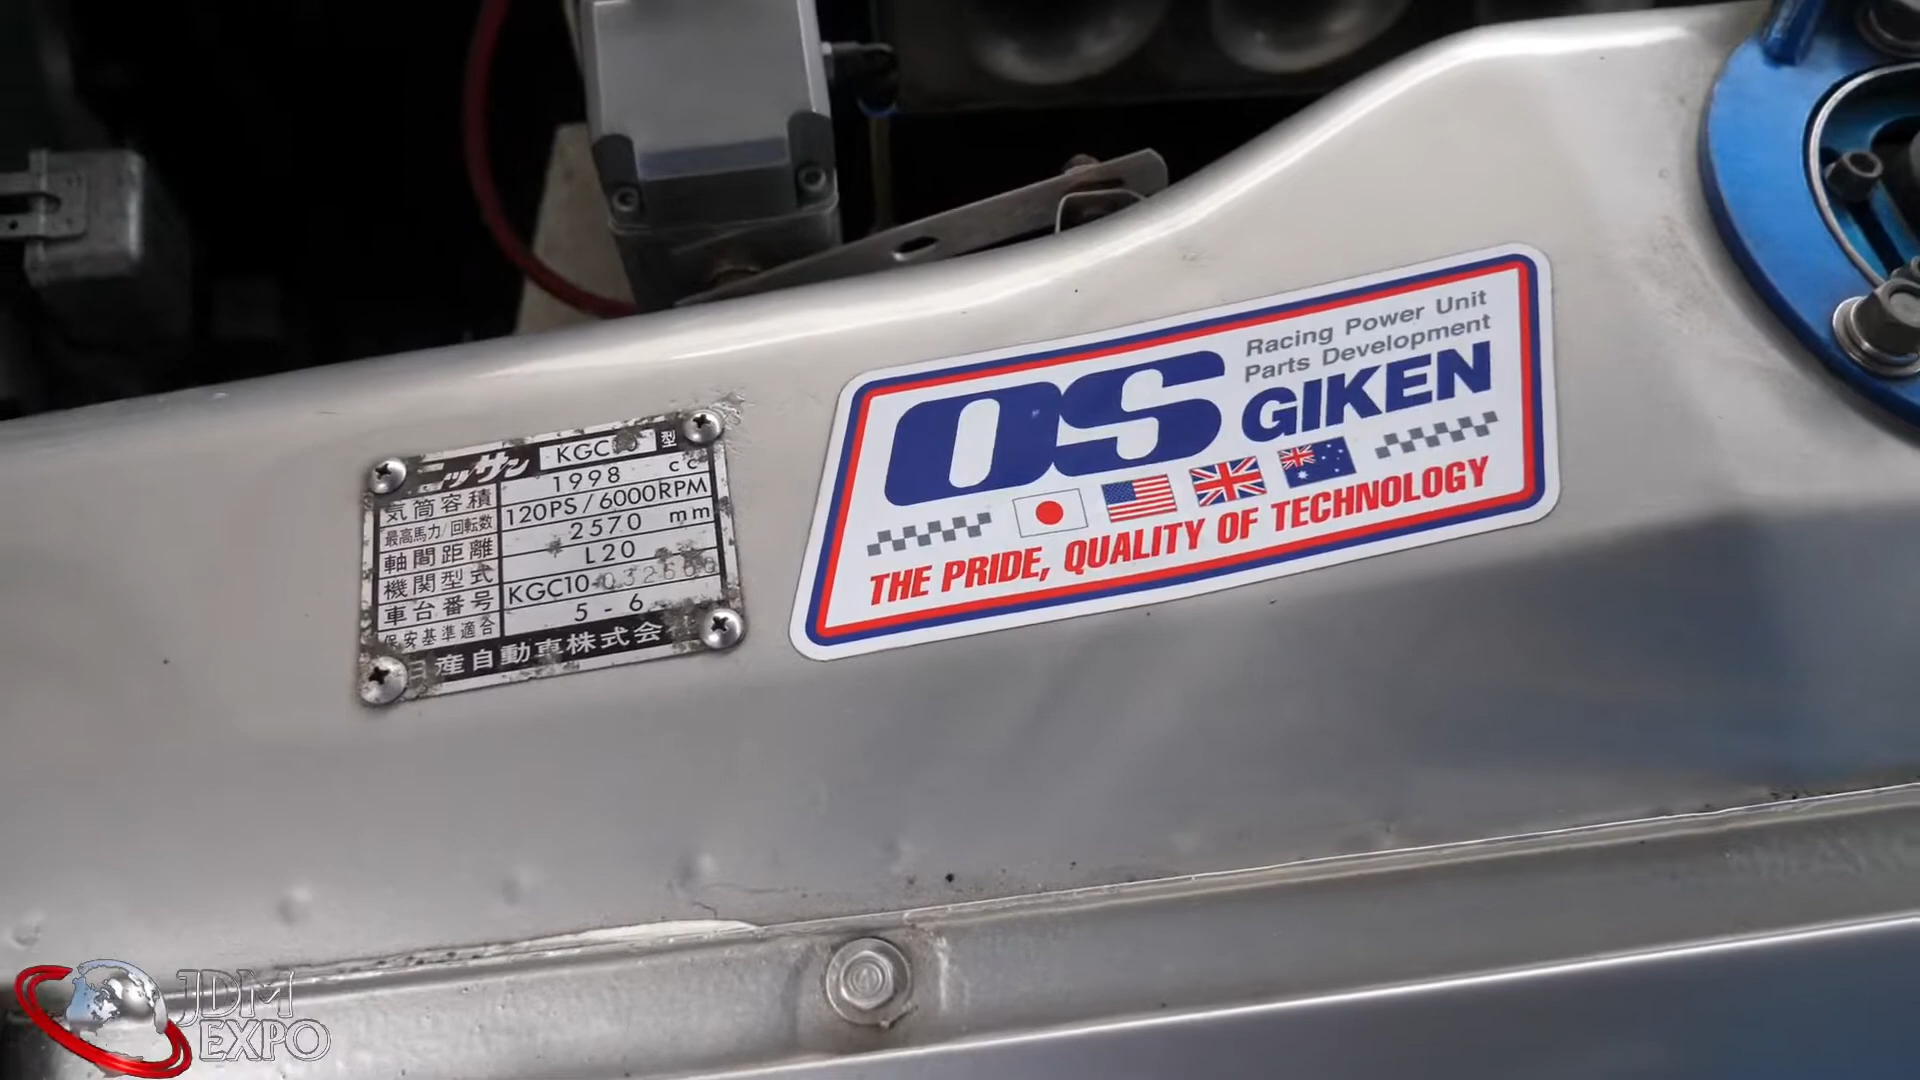 ニッサン KGC10 型
気筒容積 1998 cc
最高馬力/回転数 120PS/6000RPM
軸間距離 2570 mm
機関型式 L20
車台番号 KGC10-0326
保安基準適合 5-6
日産自動車株式会
OS
Racing Power Unit
Parts Development
GIKEN
THE PRIDE, QUALITY OF TECHNOLOGY
JDM
EXPO